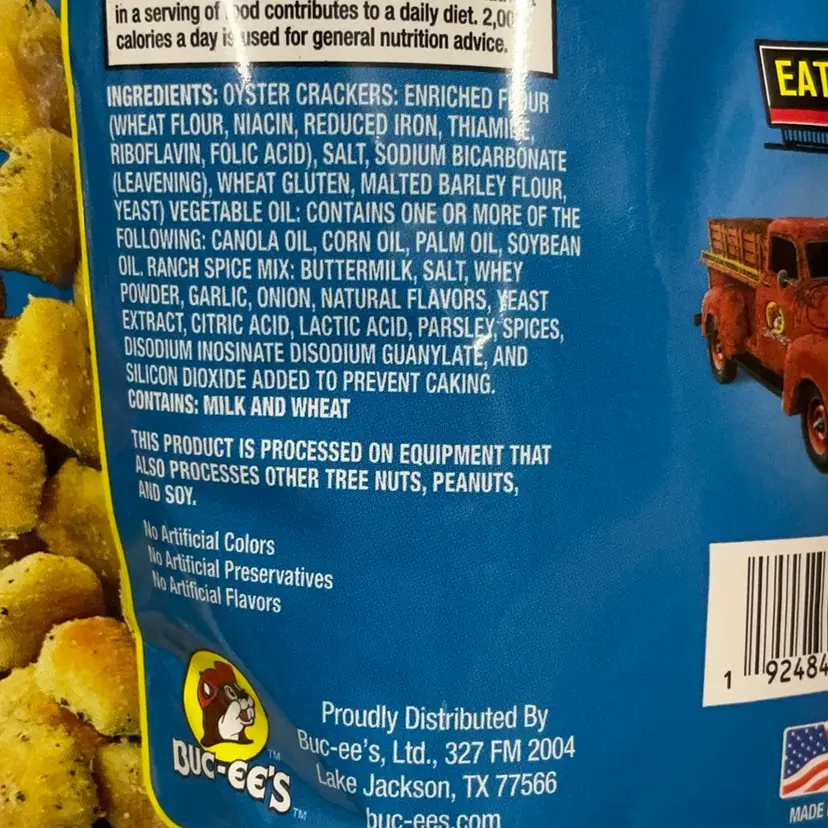 in a serving of food contributes to a daily diet. 2,00
calories a day is used for general nutrition advice.
INGREDIENTS: OYSTER CRACKERS: ENRICHED FLOUR
(WHEAT FLOUR, NIACIN, REDUCED IRON, THIAMINE,
RIBOFLAVIN, FOLIC ACID), SALT, SODIUM BICARBONATE
(LEAVENING), WHEAT GLUTEN, MALTED BARLEY FLOUR,
YEAST) VEGETABLE OIL: CONTAINS ONE OR MORE OF THE
FOLLOWING: CANOLA OIL, CORN OIL, PALM OIL, SOYBEAN
OIL. RANCH SPICE MIX: BUTTERMILK, SALT, WHEY
POWDER, GARLIC, ONION, NATURAL FLAVORS, YEAST
EXTRACT, CITRIC ACID, LACTIC ACID, PARSLEY, SPICES,
DISODIUM INOSINATE DISODIUM GUANYLATE, AND
SILICON DIOXIDE ADDED TO PREVENT CAKING.
CONTAINS: MILK AND WHEAT
THIS PRODUCT IS PROCESSED ON EQUIPMENT THAT
ALSO PROCESSES OTHER TREE NUTS, PEANUTS,
AND SOY.
No Artificial Colors
No Artificial Preservatives
No Artificial Flavors
BUC-EE'S™
Proudly Distributed By
Buc-ee's, Ltd., 327 FM 2004
Lake Jackson, TX 77566
buc-ees.com
EAT
1 92484
MADE